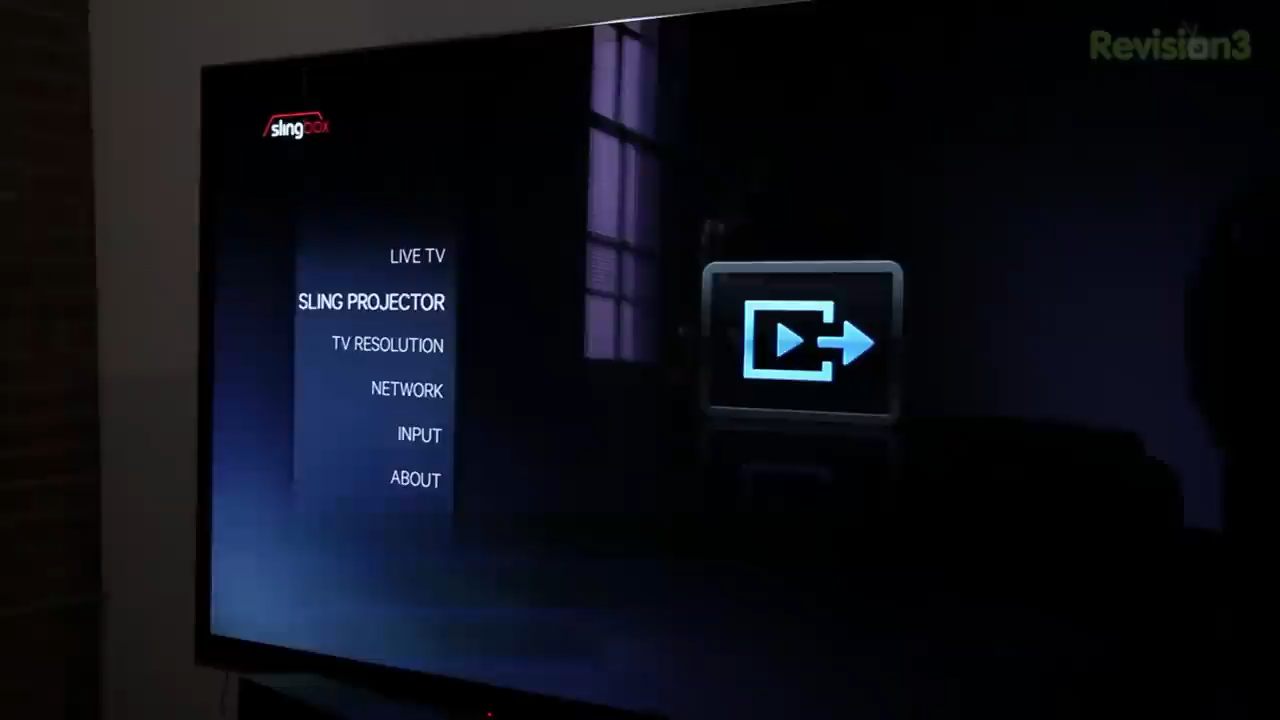 Revision3
slingbox
LIVE TV
SLING PROJECTOR
TV RESOLUTION
NETWORK
INPUT
ABOUT